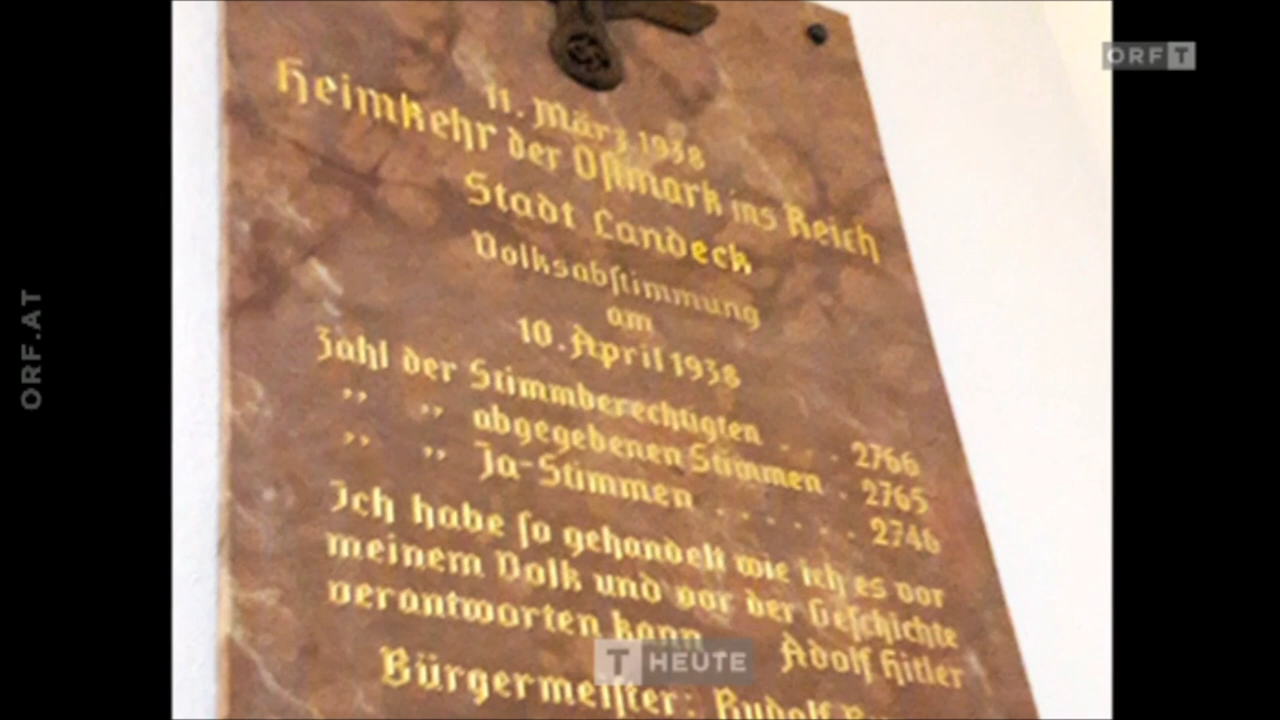 11. März 1938
Heimkehr der Ostmark ins Reich
Stadt Landeck
Volksabstimmung
am
10. April 1938
Zahl der Stimmberechtigten . . . 2766
,, ,, abgegebenen Stimmen . 2765
,, ,, Ja-Stimmen . . . . . . 2746
Ich habe so gehandelt wie ich es vor
meinem Volk und vor der Geschichte
verantworten kann
Adolf Hitler
Bürgermeister: Rudolf
ORF T
T HEUTE
ORF.AT